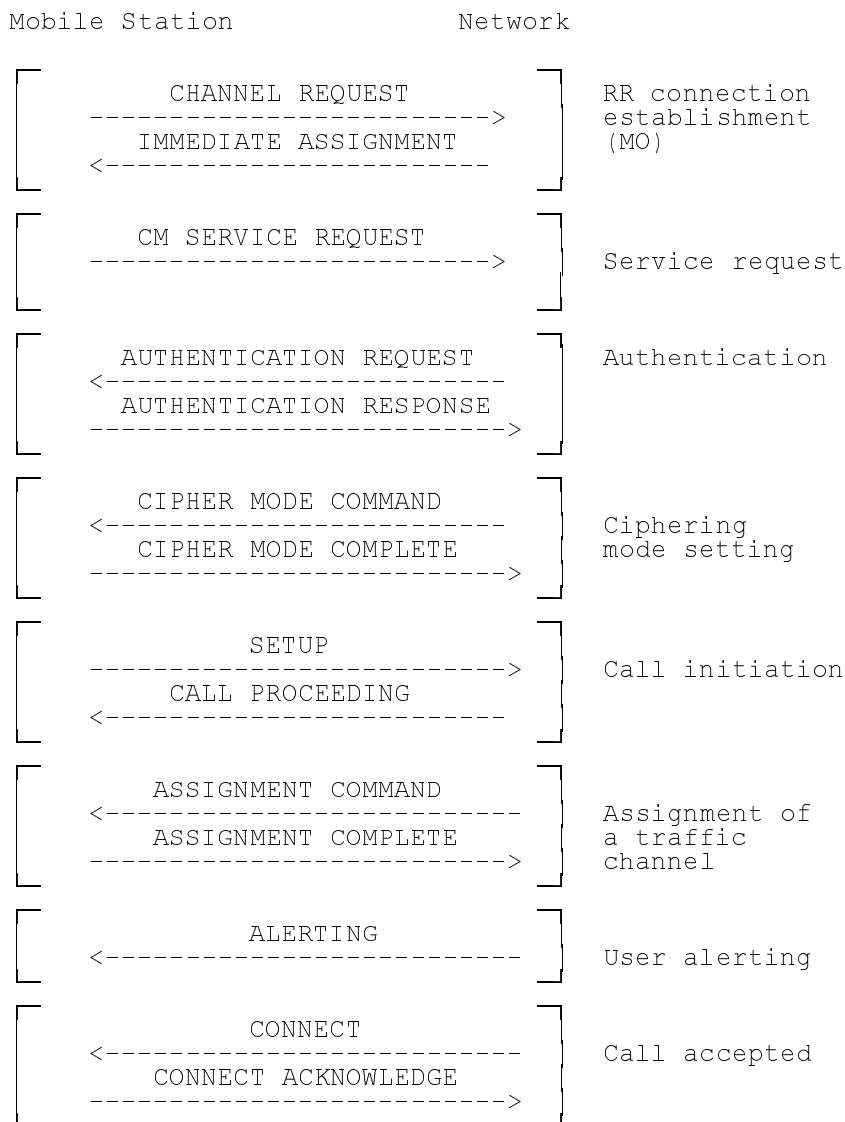 Mobile Station Network
CHANNEL REQUEST RR connection
-------------------------> establishment
IMMEDIATE ASSIGNMENT (MO)
<------------------------
CM SERVICE REQUEST
-------------------------> Service request
AUTHENTICATION REQUEST Authentication
<-------------------------
AUTHENTICATION RESPONSE
-------------------------->
CIPHER MODE COMMAND
<------------------------- Ciphering
CIPHER MODE COMPLETE mode setting
-------------------------->
SETUP
--------------------------> Call initiation
CALL PROCEEDING
<-------------------------
ASSIGNMENT COMMAND
<-------------------------- Assignment of
ASSIGNMENT COMPLETE a traffic
--------------------------> channel
ALERTING
<-------------------------- User alerting
CONNECT
<-------------------------- Call accepted
CONNECT ACKNOWLEDGE
-------------------------->